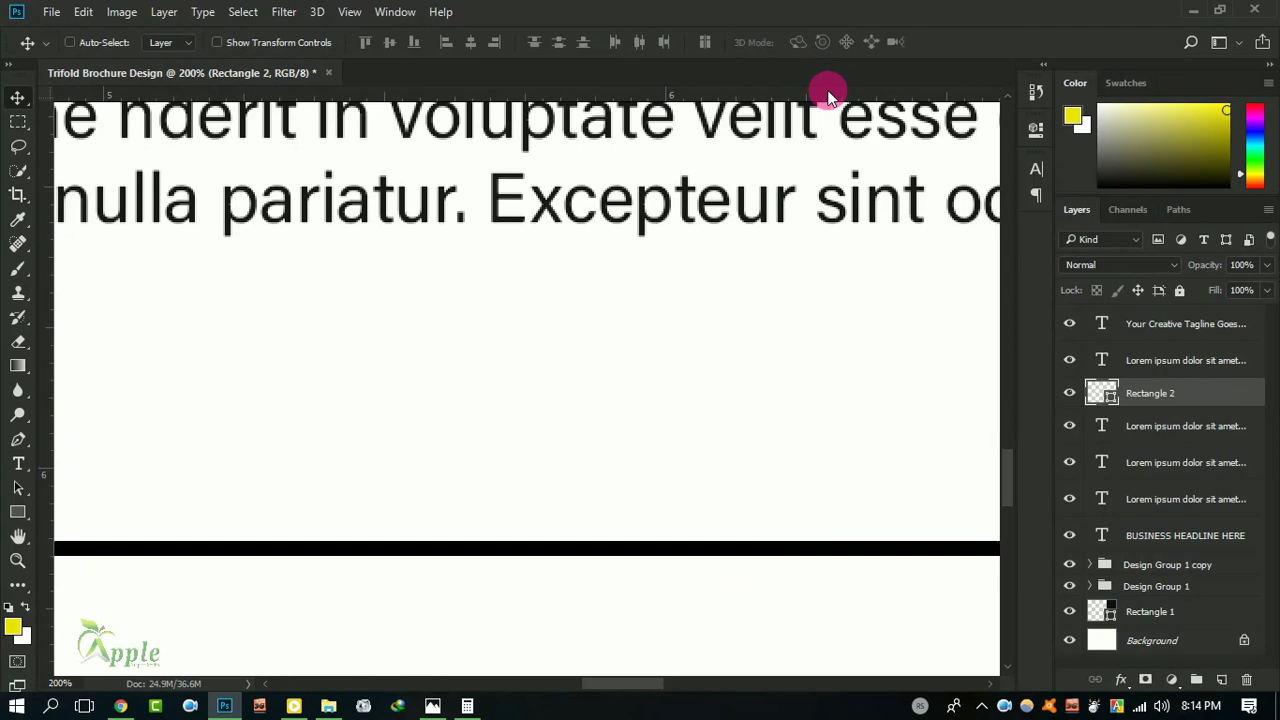 Ps File Edit Image Layer Type Select Filter 3D View Window Help
Auto-Select: Layer Show Transform Controls 3D Mode:
Trifold Brochure Design @ 200% (Rectangle 2, RGB/8) * ×
5 6
nderit in voluptate velit esse
nulla pariatur. Excepteur sint
6
Apple
200% Doc: 24.9M/36.6M
Color Swatches
Layers Channels Paths
Kind
Normal Opacity: 100%
Lock: Fill: 100%
Your Creative Tagline Goes...
Lorem ipsum dolor sit amet...
Rectangle 2
Lorem ipsum dolor sit amet...
Lorem ipsum dolor sit amet...
Lorem ipsum dolor sit amet...
BUSINESS HEADLINE HERE
Design Group 1 copy
Design Group 1
Rectangle 1
Background
8:14 PM